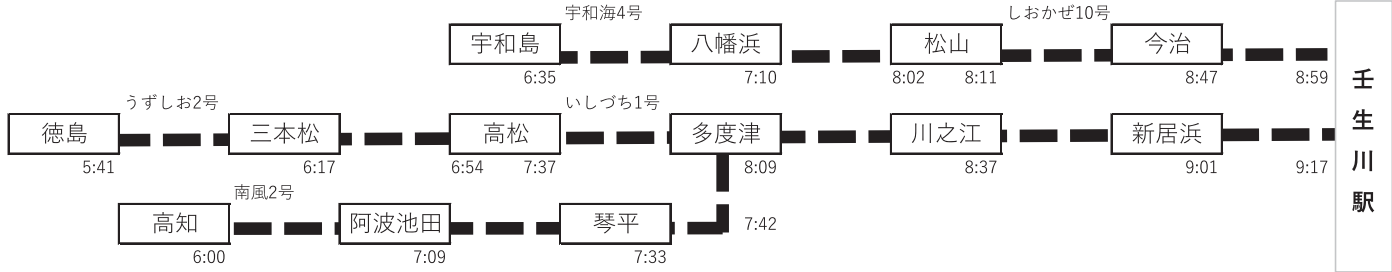 宇和海4号
しおかぜ10号
宇和島
八幡浜
松山
今治
6:35
7:10
8:02
8:11
8:47
8:59
うずしお2号
いしづち1号
徳島
三本松
高松
多度津
川之江
新居浜
5:41
6:17
6:54
7:37
8:09
8:37
9:01
9:17
南風2号
高知
阿波池田
琴平
7:42
6:00
7:09
7:33
壬生川駅